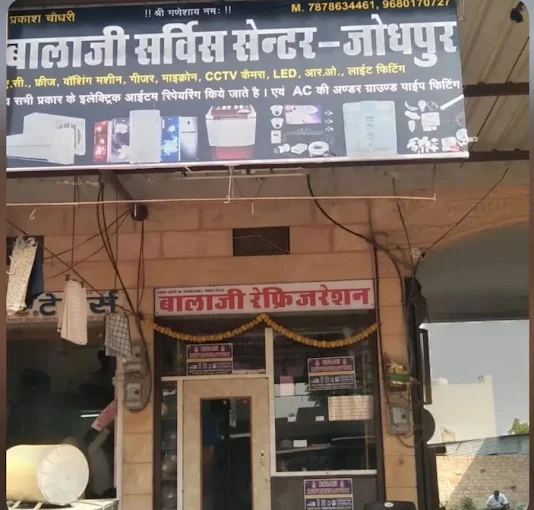 प्रकाश चौधरी
!! श्री गणेशाय नमः !!
M. 7878634461, 9680170727
बालाजी सर्विस सेन्टर-जोधपुर
ए.सी., फ्रीज, वॉशिंग मशीन, गीजर, माइक्रोन, CCTV कैमरा, LED, आर.ओ., लाईट फिटिंग
व सभी प्रकार के इलेक्ट्रिक आईटम रिपेयरिंग किये जाते है। एवं AC की अण्डर ग्राउण्ड पाईप फिटिंग
बालाजी रेफ्रिजरेशन